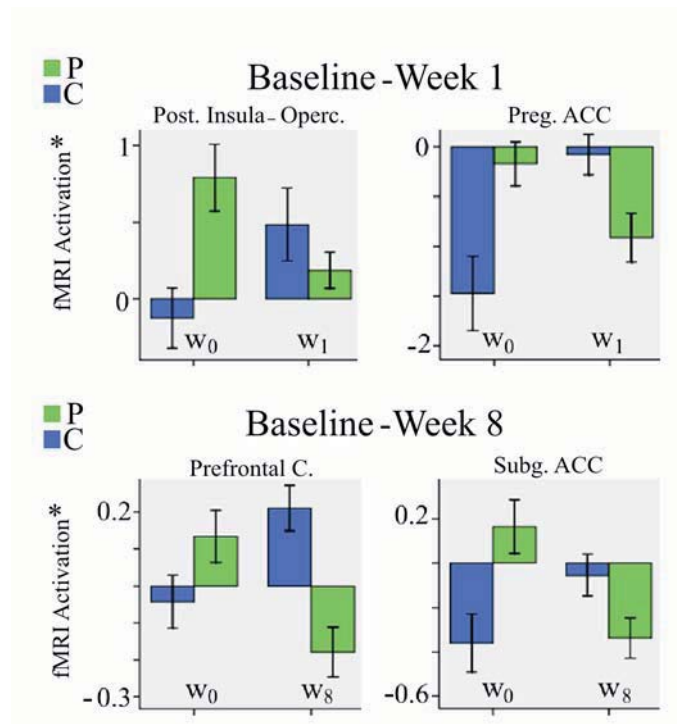 P
C
Baseline-Week 1
Post. Insula-Operc.
Preg. ACC
fMRI Activation*
1
0
w0
w1
0
-2
w0
w1
P
C
Baseline-Week 8
Prefrontal C.
Subg. ACC
fMRI Activation*
0.2
-0.3
w0
w8
0.2
-0.6
w0
w8